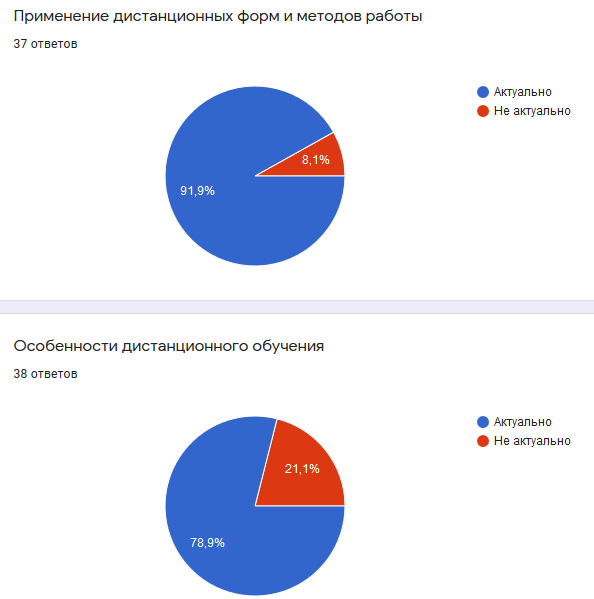 Применение дистанционных форм и методов работы
37 ответов
Актуально
Не актуально
8,1%
91,9%
Особенности дистанционного обучения
38 ответов
Актуально
Не актуально
21,1%
78,9%